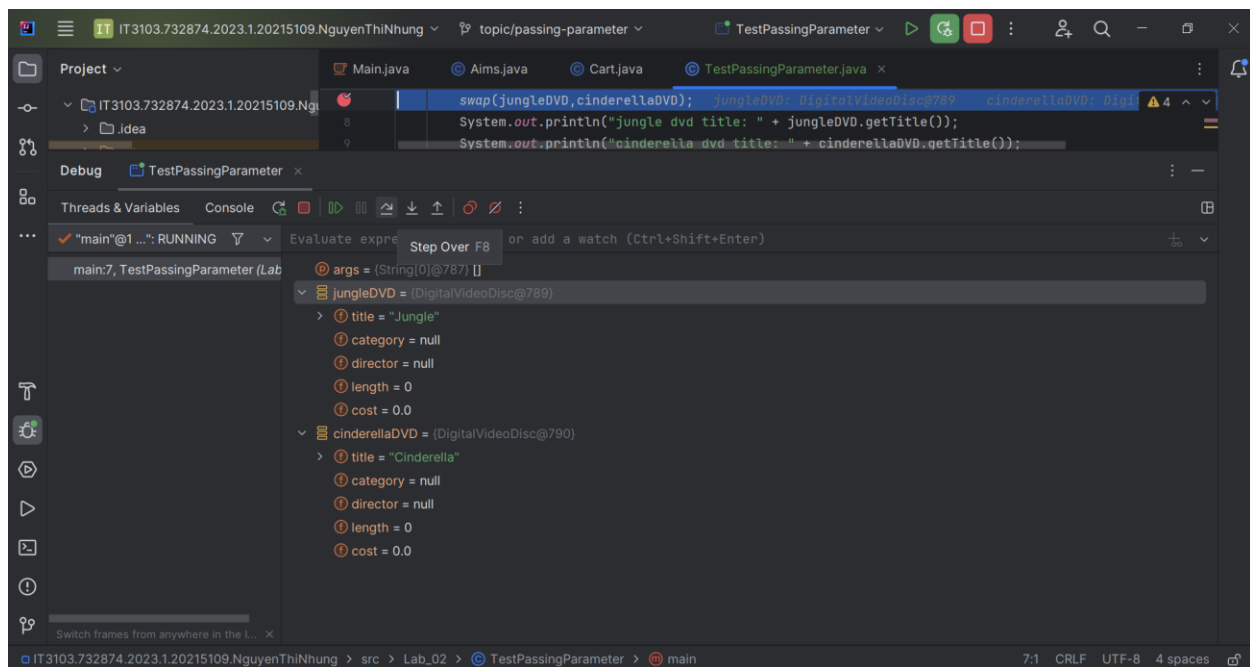 IT IT3103.732874.2023.1.20215109.NguyenThiNhung topic/passing-parameter TestPassingParameter
Project Main.java Aims.java Cart.java TestPassingParameter.java
IT3103.732874.2023.1.20215109.Ngu swap(jungleDVD,cinderellaDVD); jungleDVD: DigitalVideoDisc@789 cinderellaDVD: Digi 4
.idea 8 System.out.println("jungle dvd title: " + jungleDVD.getTitle());
9 System.out.println("cinderella dvd title: " + cinderellaDVD.getTitle());
Debug TestPassingParameter
Threads & Variables Console
"main"@1 ...": RUNNING Evaluate expre or add a watch (Ctrl+Shift+Enter)
Step Over F8
main:7, TestPassingParameter (Lab args = {String[0]@787} []
jungleDVD = {DigitalVideoDisc@789}
title = "Jungle"
category = null
director = null
length = 0
cost = 0.0
cinderellaDVD = {DigitalVideoDisc@790}
title = "Cinderella"
category = null
director = null
length = 0
cost = 0.0
Switch frames from anywhere in the I...
IT3103.732874.2023.1.20215109.NguyenThiNhung > src > Lab_02 > TestPassingParameter > main 7:1 CRLF UTF-8 4 spaces